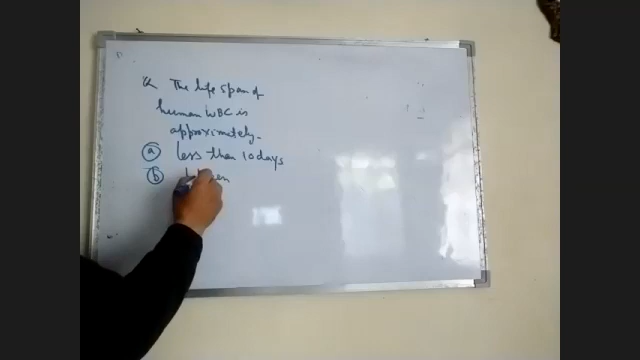 Q. The life span of
human WBC is
approximately.
(a) less than 10 days
(b)